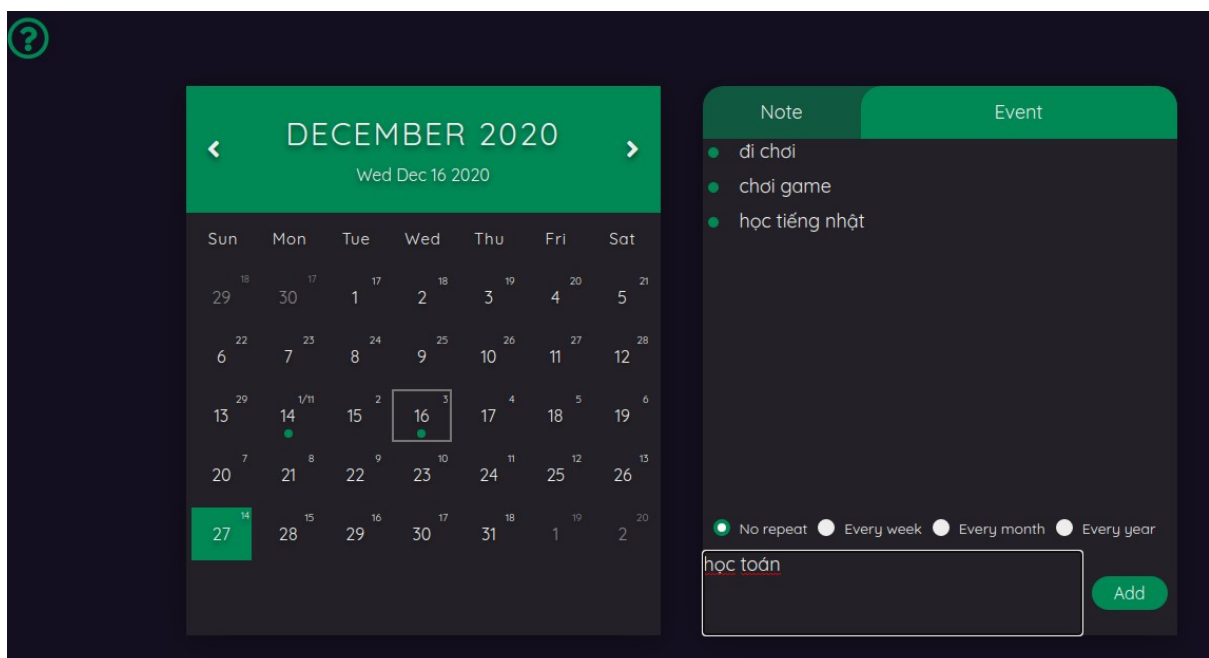 ?
DECEMBER 2020
Wed Dec 16 2020
Sun Mon Tue Wed Thu Fri Sat
29 18 30 17 1 17 2 18 3 19 4 20 5 21
6 22 7 23 8 24 9 25 10 26 11 27 12 28
13 29 14 1/11 15 2 16 3 17 4 18 5 19 6
20 7 21 8 22 9 23 10 24 11 25 12 26 13
27 14 28 15 29 16 30 17 31 18 1 19 2 20
Note Event
đi chơi
chơi game
học tiếng nhật
No repeat Every week Every month Every year
học toán
Add